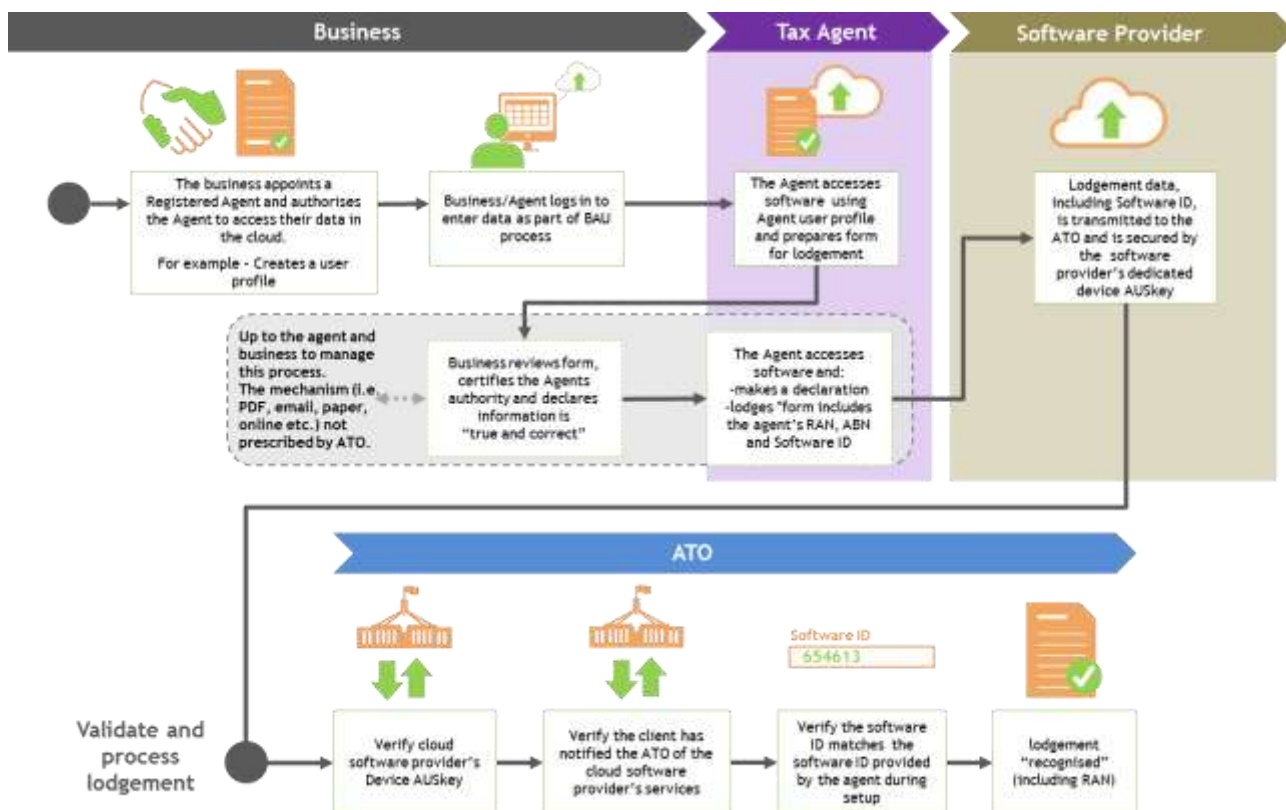 Business
Tax Agent
Software Provider
The business appoints a
Registered Agent and authorises
the Agent to access their data in
the cloud.
For example - Creates a user
profile
Business/Agent logs in to
enter data as part of BAU
process
The Agent accesses
software using
Agent user profile
and prepares form
for lodgement
Lodgement data,
including Software ID,
is transmitted to the
ATO and is secured by
the software
provider's dedicated
device AUSkey
Up to the agent and
business to manage
this process.
The mechanism (i.e.
PDF, email, paper,
online etc.) not
prescribed by ATO.
Business reviews form,
certifies the Agents
authority and declares
information is
"true and correct"
The Agent accesses
software and:
-makes a declaration
-lodges "form includes
the agent's RAN, ABN
and Software ID
ATO
Software ID
654613
Validate and
process
lodgement
Verify cloud
software provider's
Device AUSkey
Verify the client has
notified the ATO of the
cloud software
provider's services
Verify the software
ID matches the
software ID provided
by the agent during
setup
lodgement
"recognised"
(including RAN)